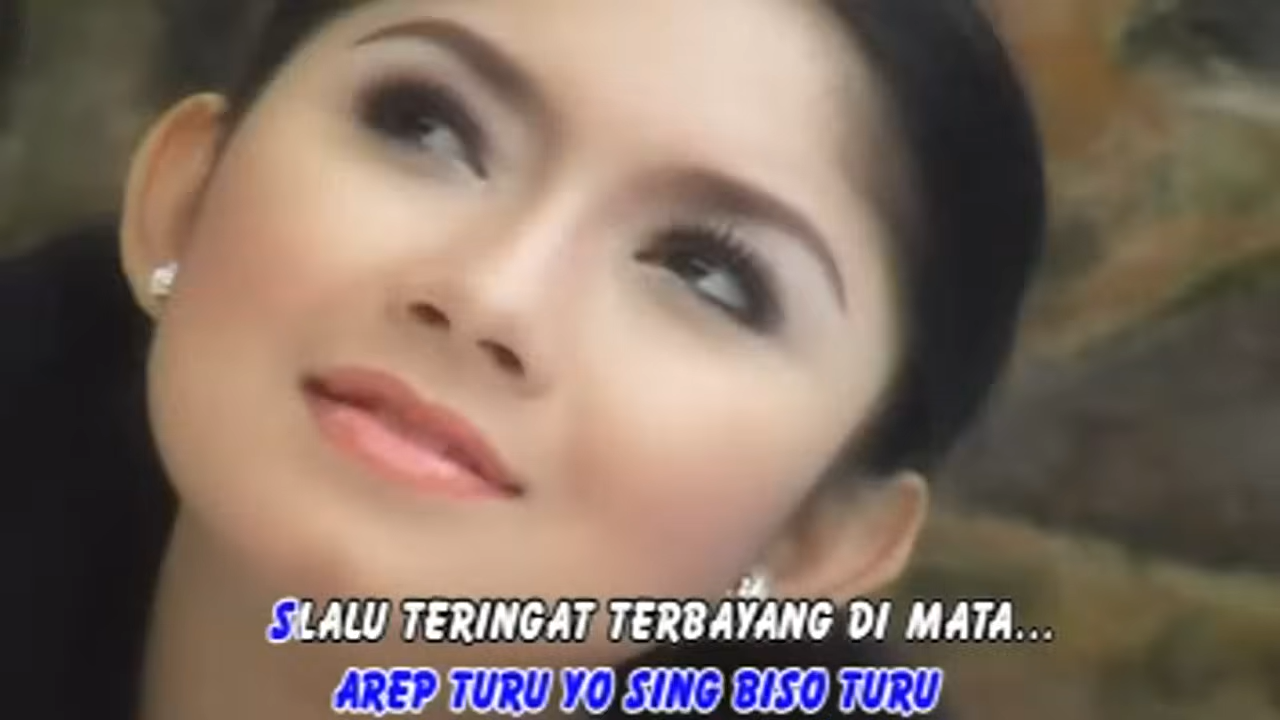 SLALU TERINGAT TERBAYANG DI MATA...
AREP TURU YO SING BISO TURU